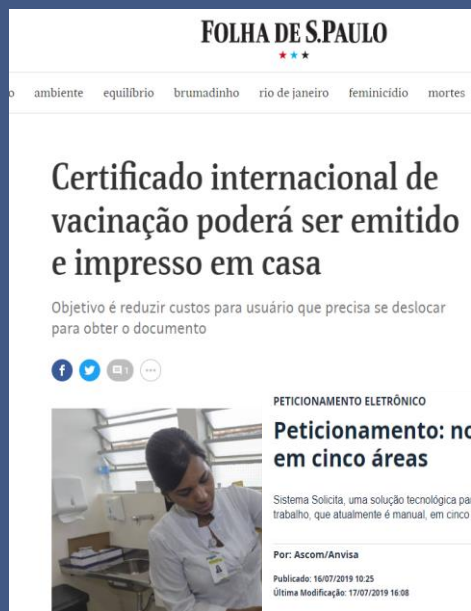 FOLHA DE S.PAULO
ambiente equilíbrio brumadinho rio de janeiro feminicídio mortes
Certificado internacional de
vacinação poderá ser emitido
e impresso em casa
Objetivo é reduzir custos para usuário que precisa se deslocar
para obter o documento
1
PETICIONAMENTO ELETRÔNICO
Peticionamento:
em cinco áreas
Sistema Solicita, uma solução tecnológica
trabalho, que atualmente é manual, em cinco
Por: Ascom/Anvisa
Publicado: 16/07/2019 10:25
Última Modificação: 17/07/2019 16:08